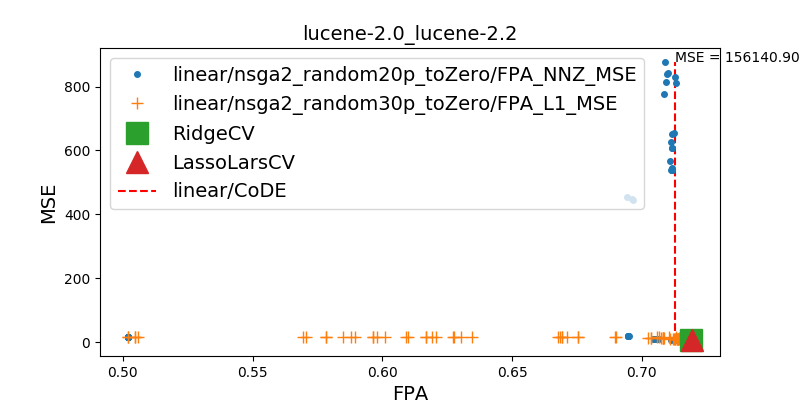 lucene-2.0_lucene-2.2
MSE = 156140.90
linear/nsga2_random20p_toZero/FPA_NNZ_MSE
linear/nsga2_random30p_toZero/FPA_L1_MSE
RidgeCV
LassoLarsCV
linear/CoDE
MSE
800
600
400
200
0
0.50 0.55 0.60 0.65 0.70
FPA